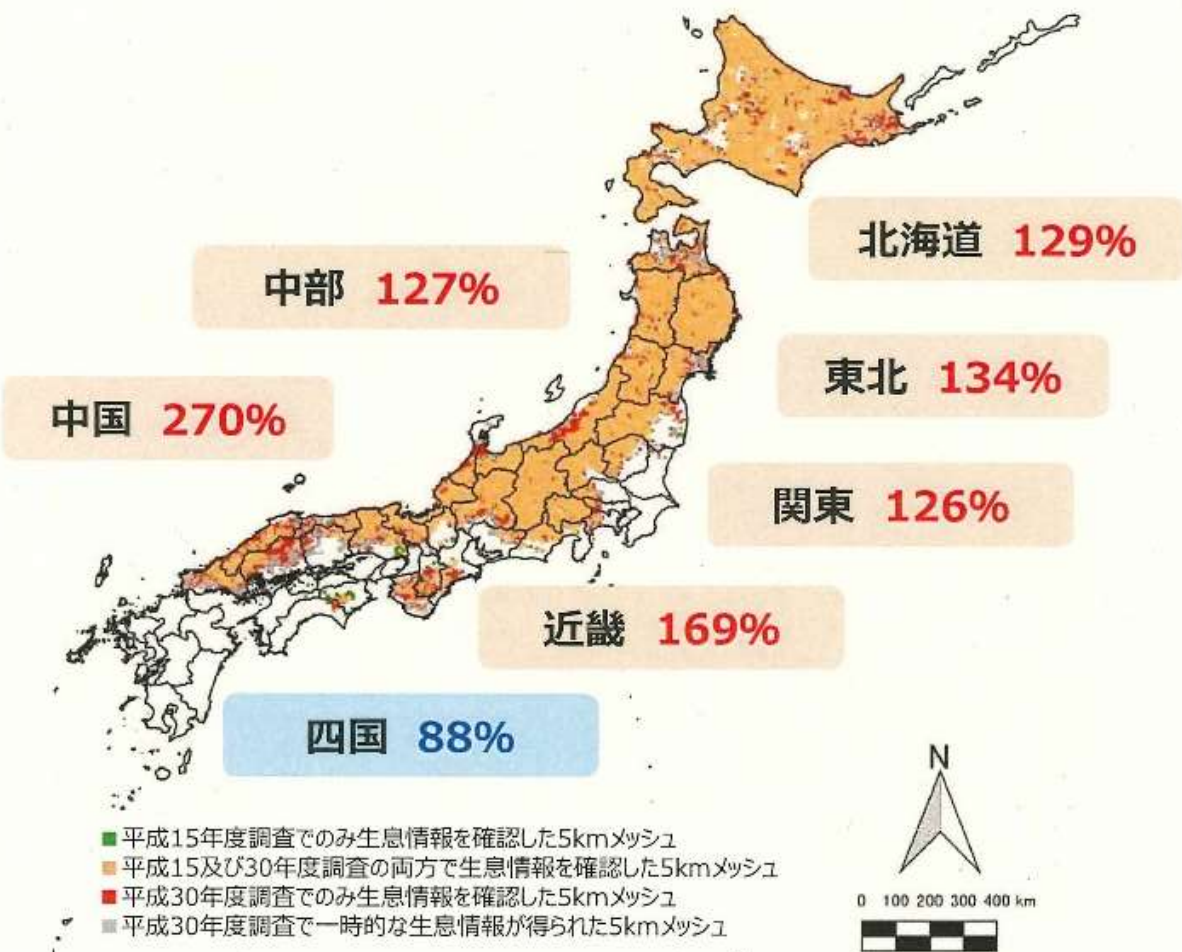 北海道 129%
中部 127%
東北 134%
中国 270%
関東 126%
近畿 169%
四国 88%
N
■平成15年度調査でのみ生息情報を確認した5kmメッシュ
■平成15及び30年度調査の両方で生息情報を確認した5kmメッシュ
■平成30年度調査でのみ生息情報を確認した5kmメッシュ
■平成30年度調査で一時的な生息情報が得られた5kmメッシュ
0 100 200 300 400 km